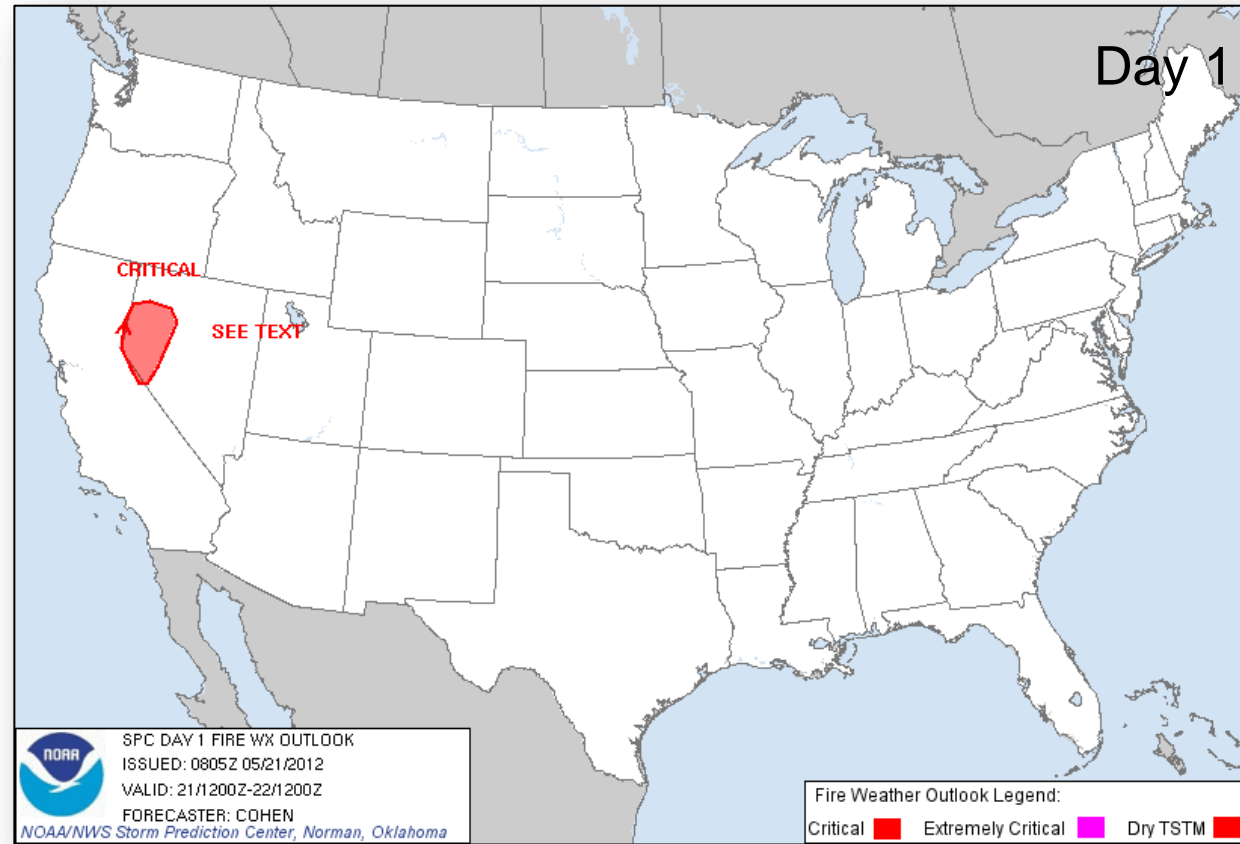 Day 1
CRITICAL
SEE TEXT
NOAA
SPC DAY 1 FIRE WX OUTLOOK
ISSUED: 0805Z 05/21/2012
VALID: 21/1200Z-22/1200Z
FORECASTER: COHEN
NOAA/NWS Storm Prediction Center, Norman, Oklahoma
Fire Weather Outlook Legend:
Critical Extremely Critical Dry TSTM